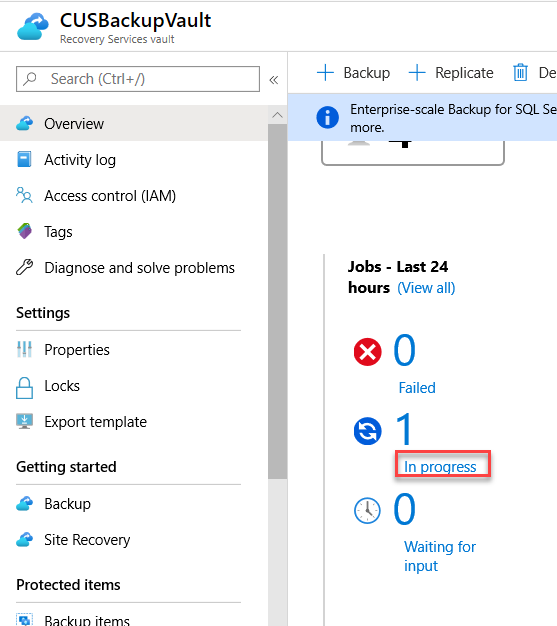 CUSBackupVault
Recovery Services vault
Search (Ctrl+/)
«
Overview
Activity log
Access control (IAM)
Tags
Diagnose and solve problems
Settings
Properties
Locks
Export template
Getting started
Backup
Site Recovery
Protected items
Backup items
+ Backup
+ Replicate
De
Enterprise-scale Backup for SQL Se
more.
Jobs - Last 24
hours (View all)
0
Failed
1
In progress
0
Waiting for
input